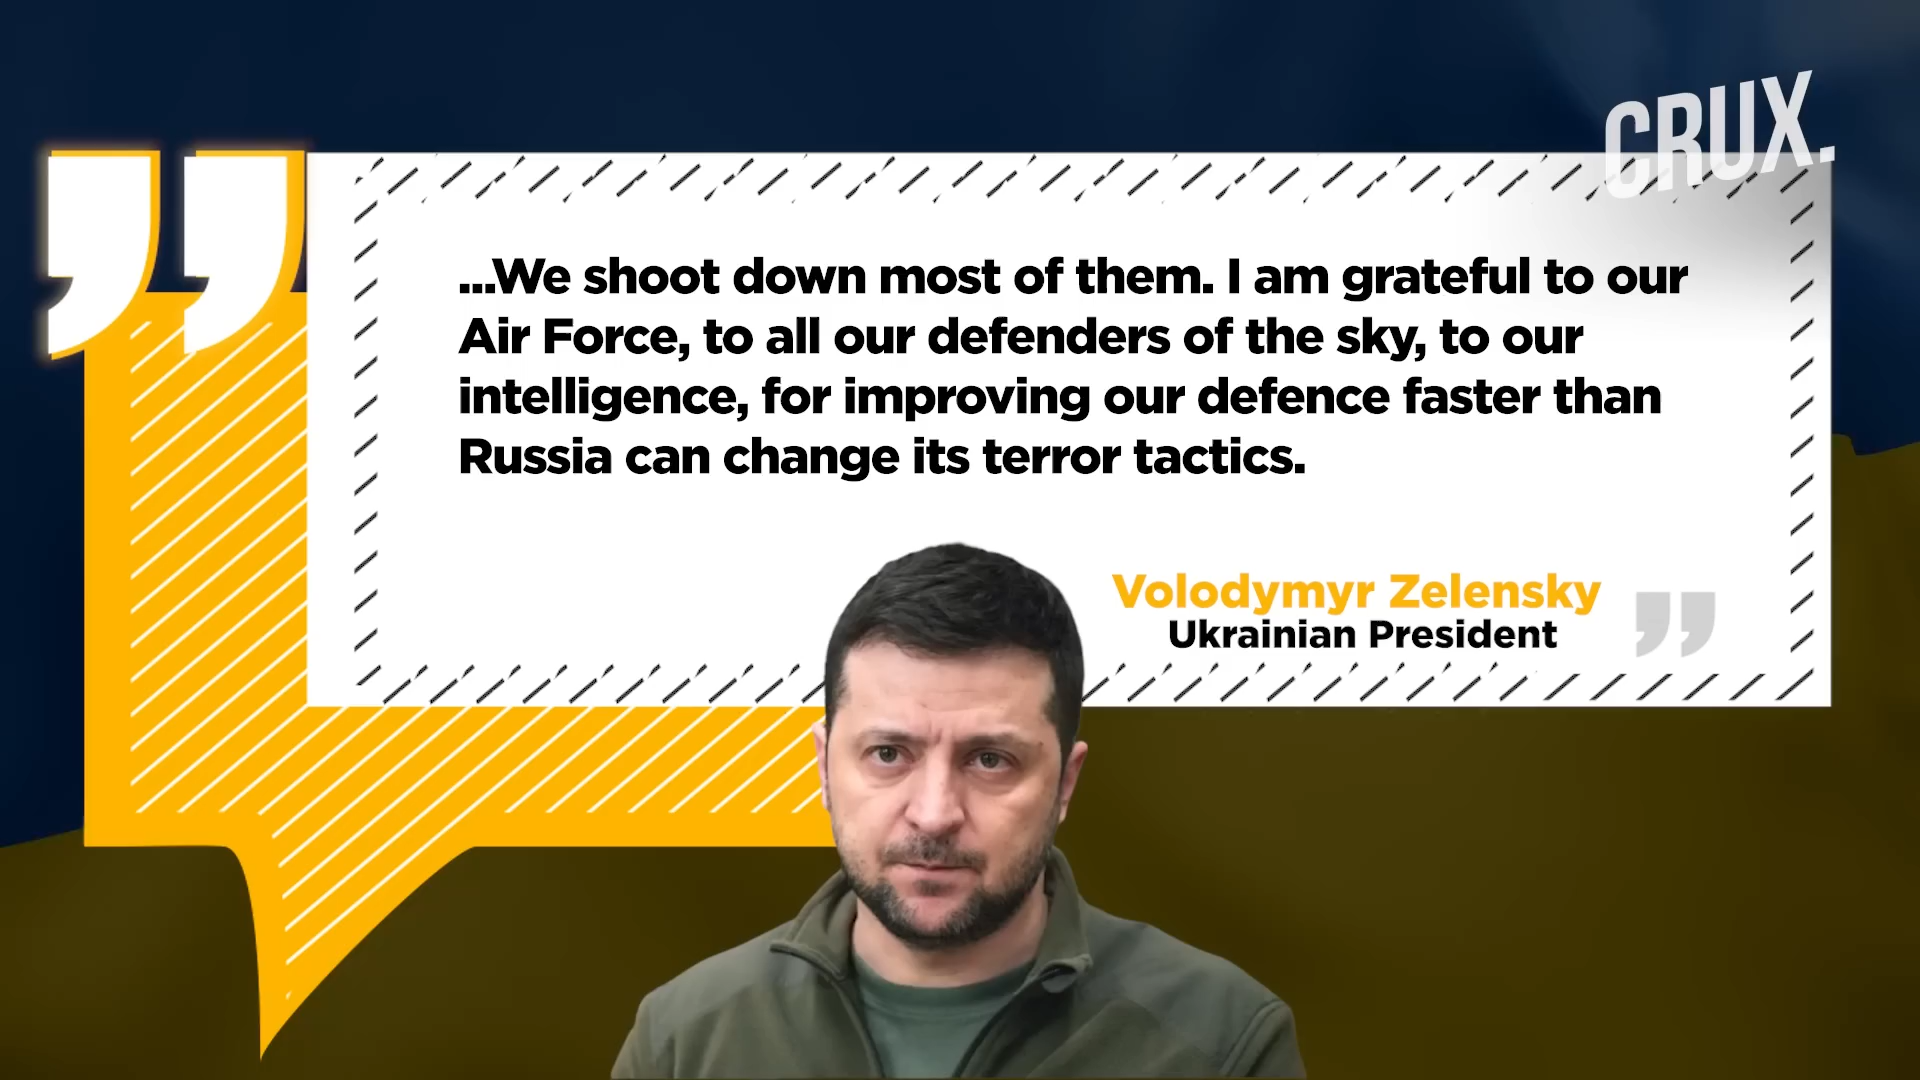 CRUX.
...We shoot down most of them. I am grateful to our
Air Force, to all our defenders of the sky, to our
intelligence, for improving our defence faster than
Russia can change its terror tactics.
Volodymyr Zelensky
Ukrainian President